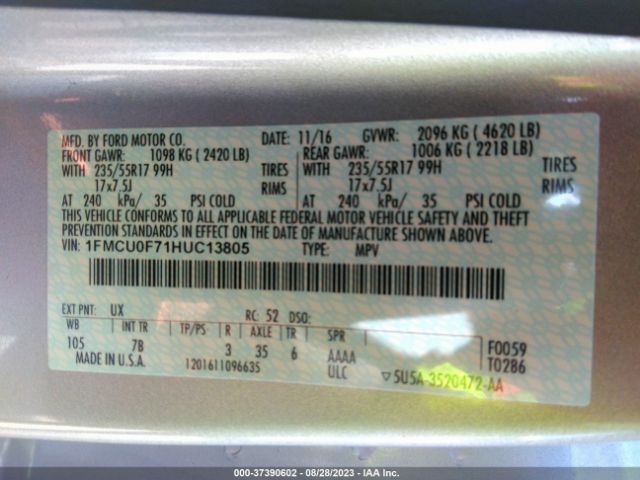 MFD. BY FORD MOTOR CO. DATE: 11/16 GVWR: 2096 KG ( 4620 LB)
FRONT GAWR: 1098 KG ( 2420 LB) REAR GAWR: 1006 KG ( 2218 LB)
WITH 235/55R17 99H TIRES WITH 235/55R17 99H TIRES
17x7.5J RIMS 17x7.5J RIMS
AT 240 kPa/ 35 PSI COLD AT 240 kPa/ 35 PSI COLD
THIS VEHICLE CONFORMS TO ALL APPLICABLE FEDERAL MOTOR VEHICLE SAFETY AND THEFT
PREVENTION STANDARDS IN EFFECT ON THE DATE OF MANUFACTURE SHOWN ABOVE.
VIN: 1FMCU0F71HUC13805 TYPE: MPV
EXT PNT: UX RC: 52 DSO:
WB INT TR TP/PS R AXLE TR SPR
105 7B 3 35 6 AAAA F0059
MADE IN U.S.A. 1201611096635 ULC T0286
▽5U5A-3520472-AA
000-37390602 - 08/28/2023 - IAA Inc.